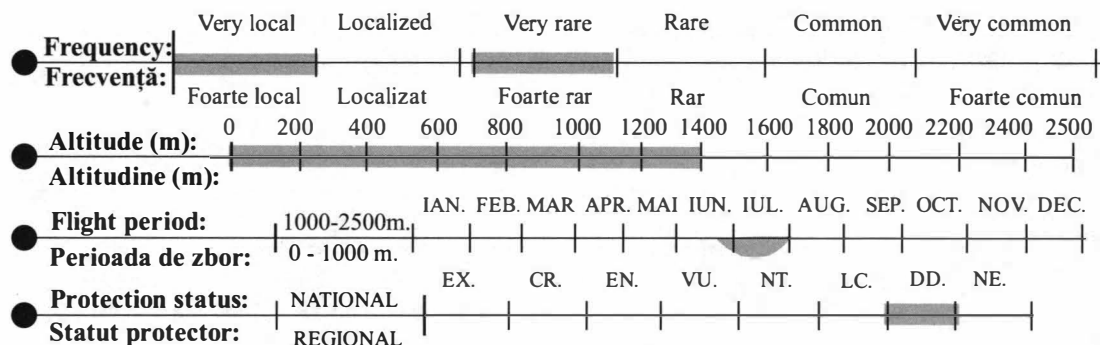 Very local Localized Very rare Rare Common Very common
Frequency:
Frecvență:
Foarte local Localizat Foarte rar Rar Comun Foarte comun
0 200 400 600 800 1000 1200 1400 1600 1800 2000 2200 2400 2500
Altitude (m):
Altitudine (m):
IAN. FEB. MAR APR. MAI IUN. IUL. AUG. SEP. OCT. NOV. DEC.
Flight period: 1000-2500m.
Perioada de zbor: 0 - 1000 m.
EX. CR. EN. VU. NT. LC. DD. NE.
Protection status: NATIONAL
Statut protector: REGIONAL